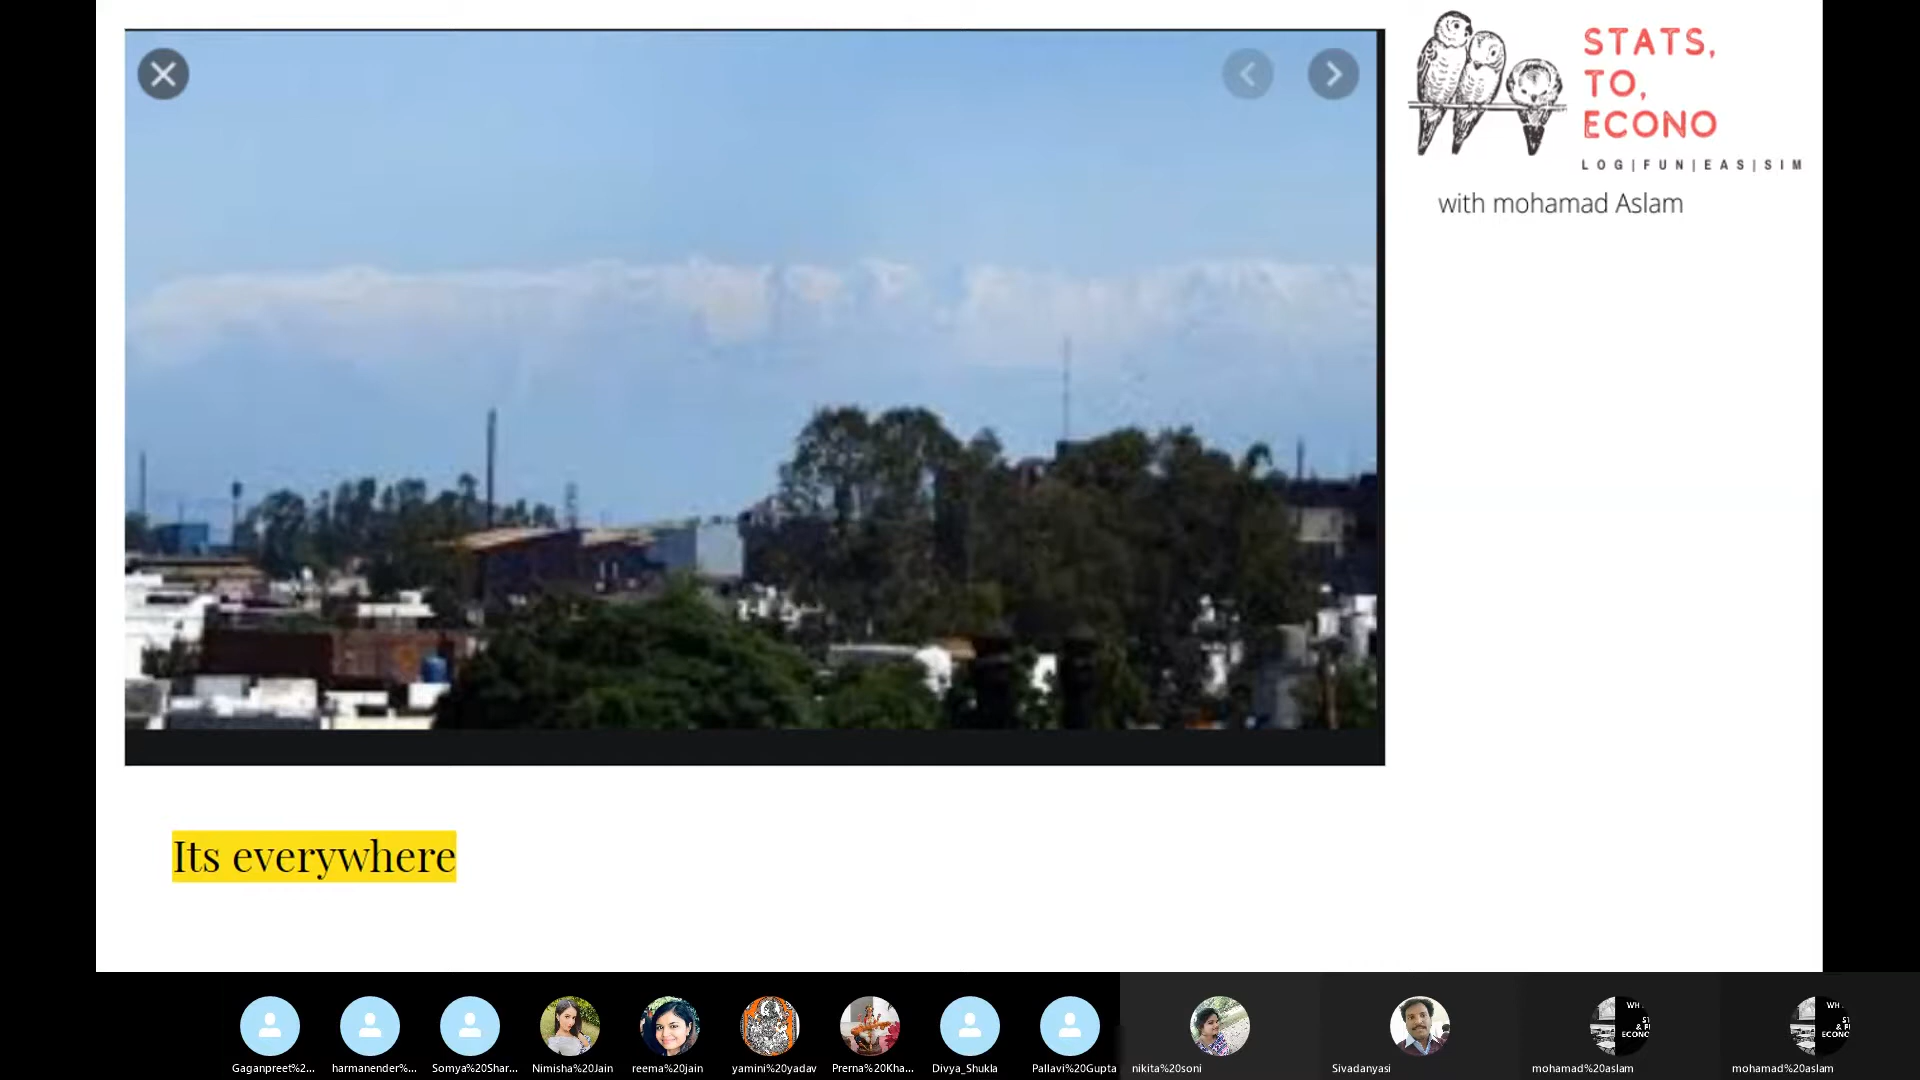 STATS,
TO,
ECONO
LOG|FUN|EAS|SIM
with mohamad Aslam
Its everywhere
Gaganpreet%2...
harmanender%...
Somya%20Shar...
Nimisha%20Jain
reema%20jain
yamini%20yadav
Prerna%20Kha...
Divya_Shukla
Pallavi%20Gupta
nikita%20soni
Sivadanyasi
mohamad%20aslam
mohamad%20aslam